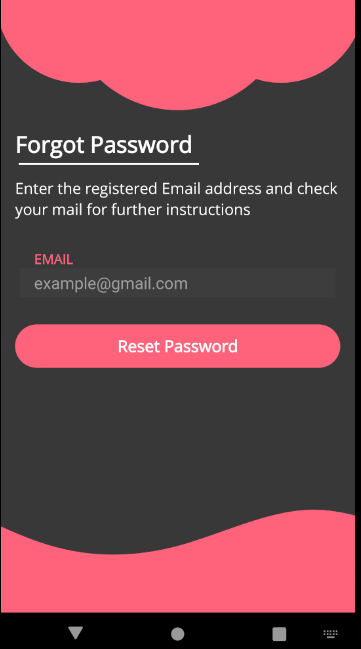 Forgot Password
Enter the registered Email address and check
your mail for further instructions
EMAIL
example@gmail.com
Reset Password